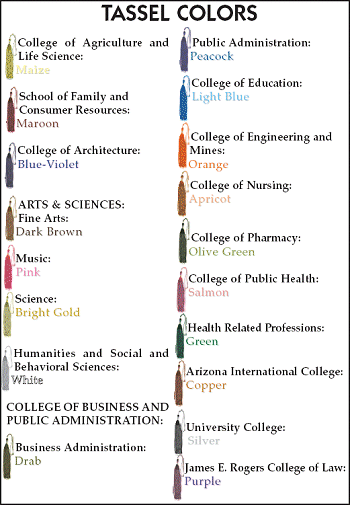 TASSEL COLORS
College of Agriculture and
Life Science:
Maize
School of Family and
Consumer Resources:
Maroon
College of Architecture:
Blue-Violet
ARTS & SCIENCES:
Fine Arts:
Dark Brown
Music:
Pink
Science:
Bright Gold
Humanities and Social and
Behavioral Sciences:
White
COLLEGE OF BUSINESS AND
PUBLIC ADMINISTRATION:
Business Administration:
Drab
Public Administration:
Peacock
College of Education:
Light Blue
College of Engineering and
Mines:
Orange
College of Nursing:
Apricot
College of Pharmacy:
Olive Green
College of Public Health:
Salmon
Health Related Professions:
Green
Arizona International College:
Copper
University College:
Silver
James E. Rogers College of Law:
Purple